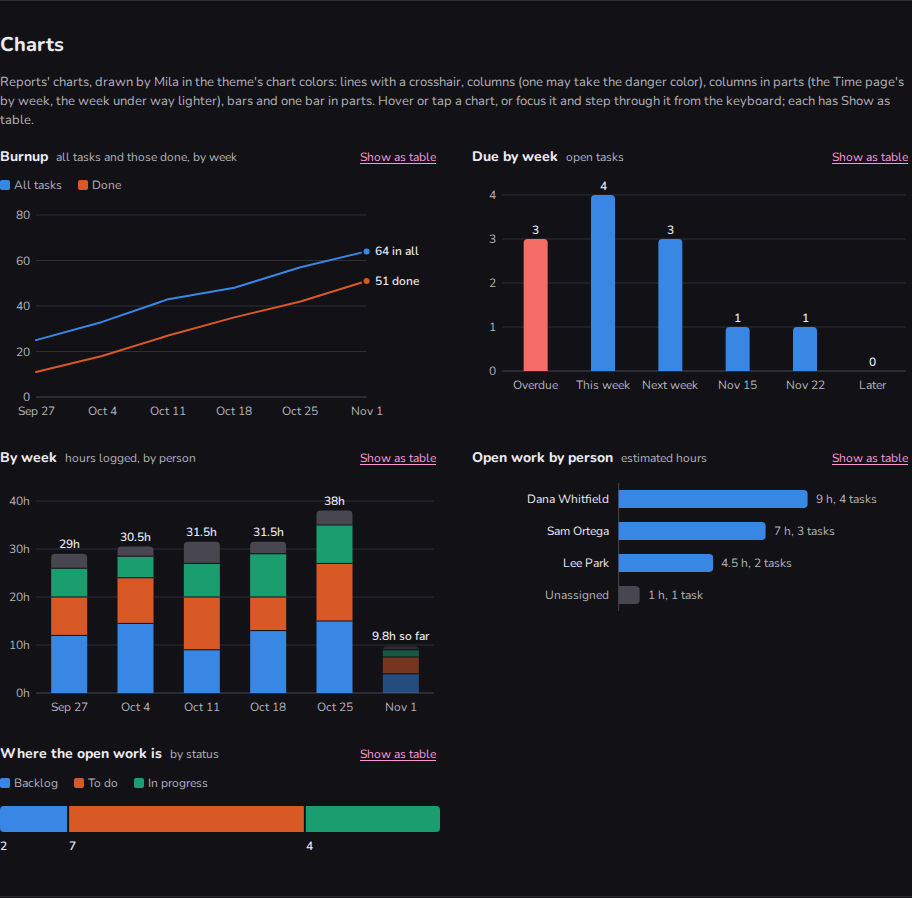 Charts
Reports' charts, drawn by Mila in the theme's chart colors: lines with a crosshair, columns (one may take the danger color), columns in parts (the Time page's
by week, the week under way lighter), bars and one bar in parts. Hover or tap a chart, or focus it and step through it from the keyboard; each has Show as
table.
Burnup all tasks and those done, by week Show as table
All tasks Done
80
60
40
20
0
64 in all
51 done
Sep 27 Oct 4 Oct 11 Oct 18 Oct 25 Nov 1
Due by week open tasks Show as table
4
3
2
1
0
3 4 3 1 1 0
Overdue This week Next week Nov 15 Nov 22 Later
By week hours logged, by person Show as table
40h
30h
20h
10h
0h
29h 30.5h 31.5h 31.5h 38h 9.8h so far
Sep 27 Oct 4 Oct 11 Oct 18 Oct 25 Nov 1
Open work by person estimated hours Show as table
Dana Whitfield 9 h, 4 tasks
Sam Ortega 7 h, 3 tasks
Lee Park 4.5 h, 2 tasks
Unassigned 1 h, 1 task
Where the open work is by status Show as table
Backlog To do In progress
2 7 4